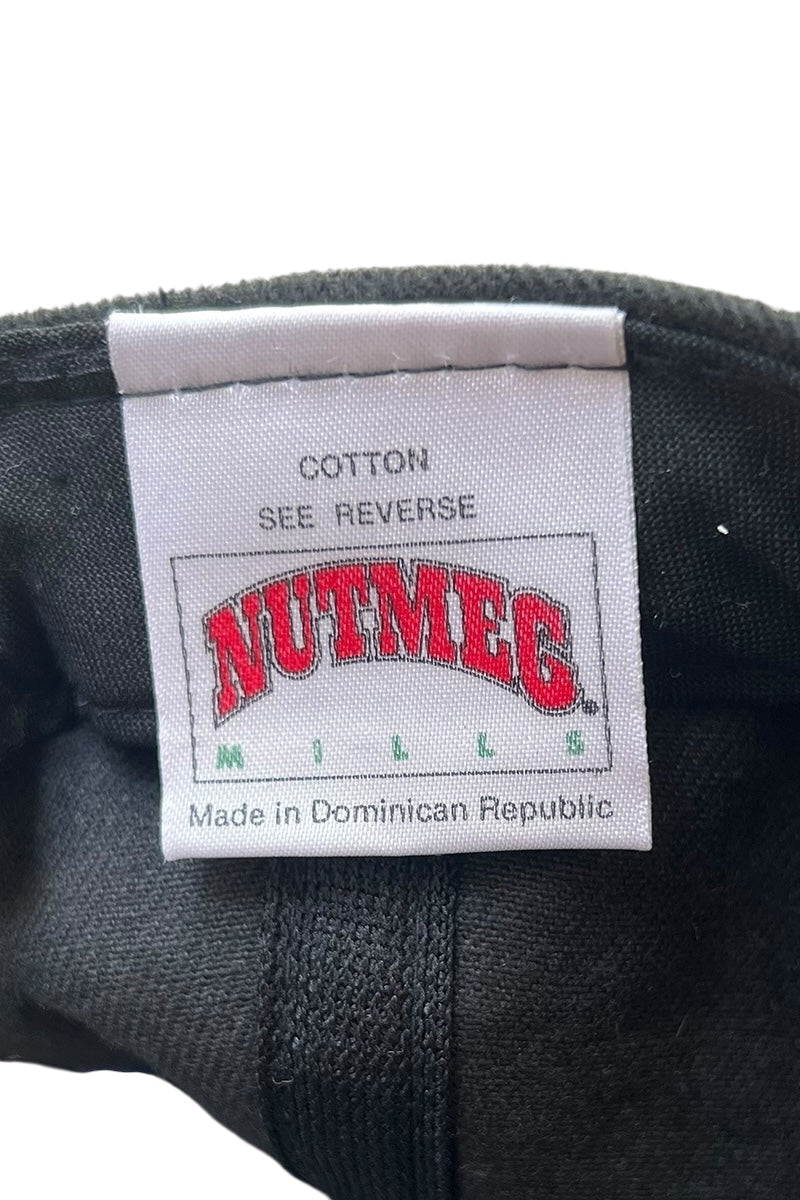 COTTON
SEE REVERSE
NUTMEG®
MILLS
Made in Dominican Republic